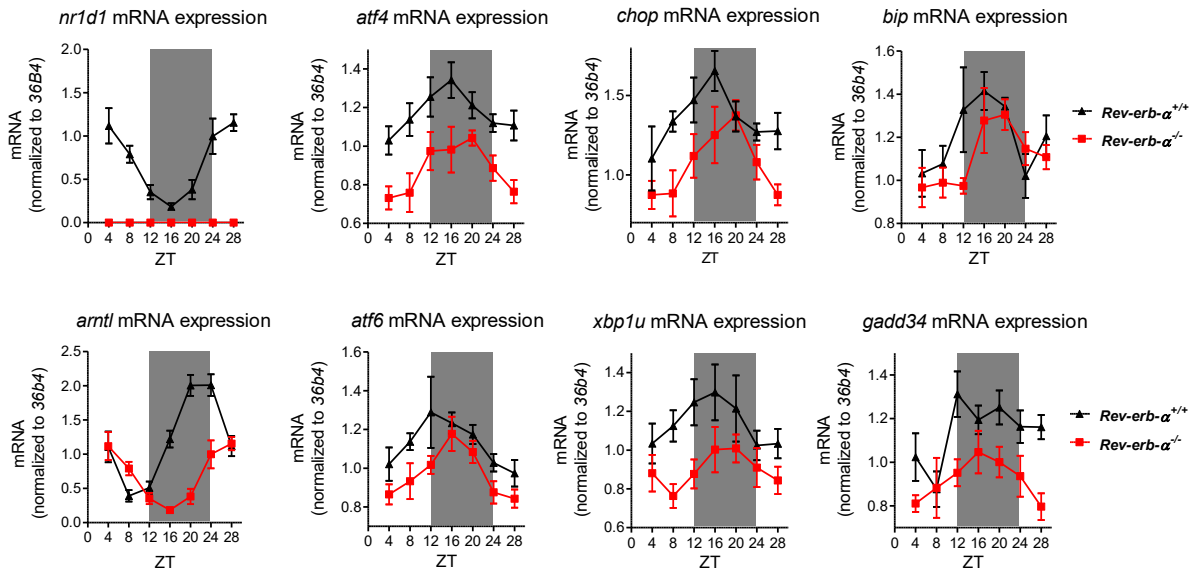 nr1d1 mRNA expression
mRNA
(normalized to 36B4)
2.0
1.5
1.0
0.5
0.0
0 4 8 12 16 20 24 28
ZT
atf4 mRNA expression
mRNA
(normalized to 36b4)
1.4
1.2
1.0
0.8
0.6
0 4 8 12 16 20 24 28
ZT
chop mRNA expression
mRNA
(normalized to 36b4)
1.5
1.0
0 4 8 12 16 20 24 28
ZT
bip mRNA expression
mRNA
(normalized to 36b4)
1.6
1.4
1.2
1.0
0.8
0 4 8 12 16 20 24 28
ZT
Rev-erb-α+/+
Rev-erb-α-/-
arntl mRNA expression
mRNA
(normalized to 36b4)
2.5
2.0
1.5
1.0
0.5
0.0
0 4 8 12 16 20 24 28
ZT
atf6 mRNA expression
mRNA
(normalized to 36b4)
1.6
1.4
1.2
1.0
0.8
0 4 8 12 16 20 24 28
ZT
xbp1u mRNA expression
mRNA
(normalized to 36b4)
1.6
1.4
1.2
1.0
0.8
0.6
0 4 8 12 16 20 24 28
ZT
gadd34 mRNA expression
mRNA
(normalized to 36b4)
1.4
1.2
1.0
0.8
0 4 8 12 16 20 24 28
ZT
Rev-erb-α+/+
Rev-erb-α-/-